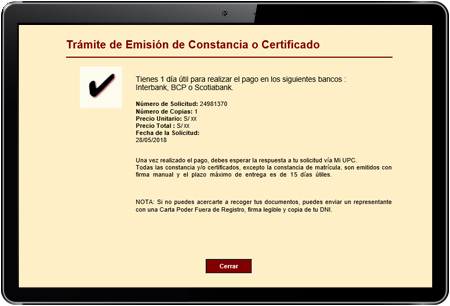 Trámite de Emisión de Constancia o Certificado
Tienes 1 día útil para realizar el pago en los siguientes bancos :
Interbank, BCP o Scotiabank.
Número de Solicitud: 24981370
Número de Copias: 1
Precio Unitario: S/ xx
Precio Total : S/ xx
Fecha de la Solicitud:
28/05/2018
Una vez realizado el pago, debes esperar la respuesta a tu solicitud vía Mi UPC.
Todas las constancia y/o certificados, excepto la constancia de matrícula, son emitidos con
firma manual y el plazo máximo de entrega es de 15 días útiles.
NOTA: Si no puedes acercarte a recoger tus documentos, puedes enviar un representante
con una Carta Poder Fuera de Registro, firma legible y copia de tu DNI.
Cerrar